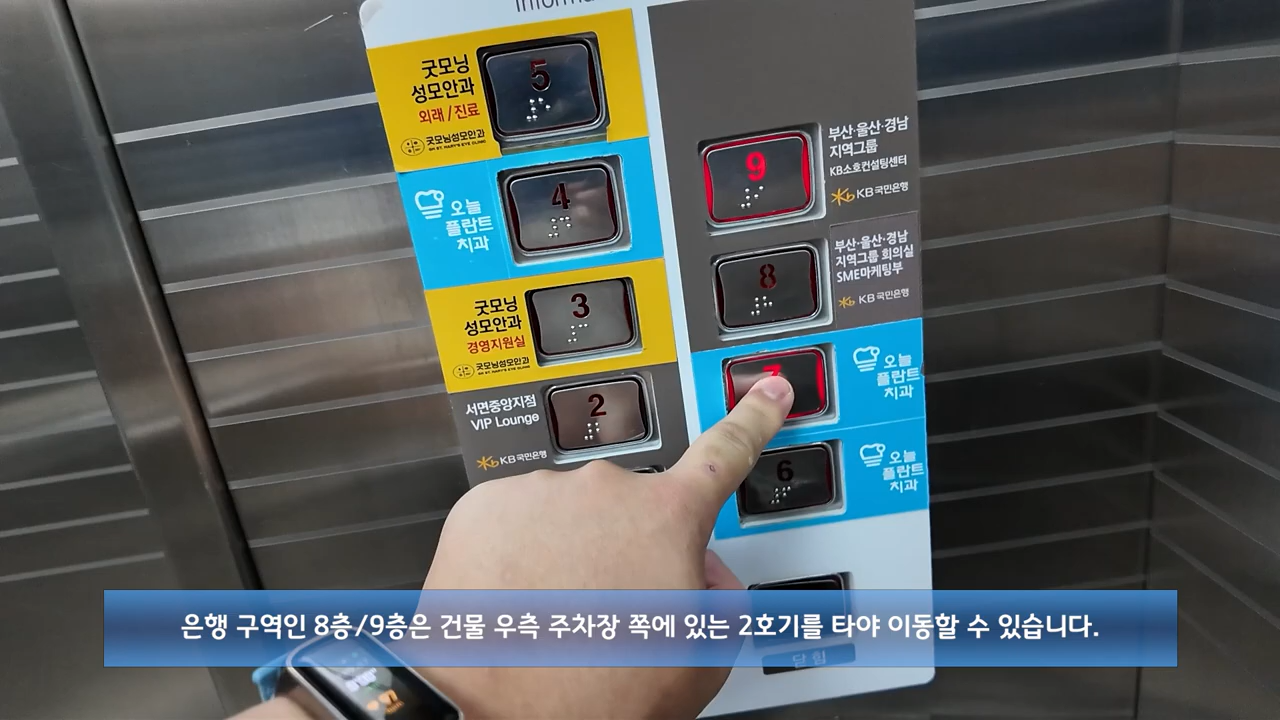 5
굿모닝
성모안과
외래/진료
굿모닝성모안과
4
오늘
플란트
치과
3
굿모닝
성모안과
경영지원실
굿모닝성모안과
2
서면중앙지점
VIP Lounge
KB국민은행
9
부산·울산·경남
지역그룹
KB소호컨설팅센터
KB국민은행
8
부산·울산·경남
지역그룹 회의실
SME마케팅부
KB국민은행
7
오늘
플란트
치과
6
오늘
플란트
치과
은행 구역인 8층/9층은 건물 우측 주차장 쪽에 있는 2호기를 타야 이동할 수 있습니다.
닫힘